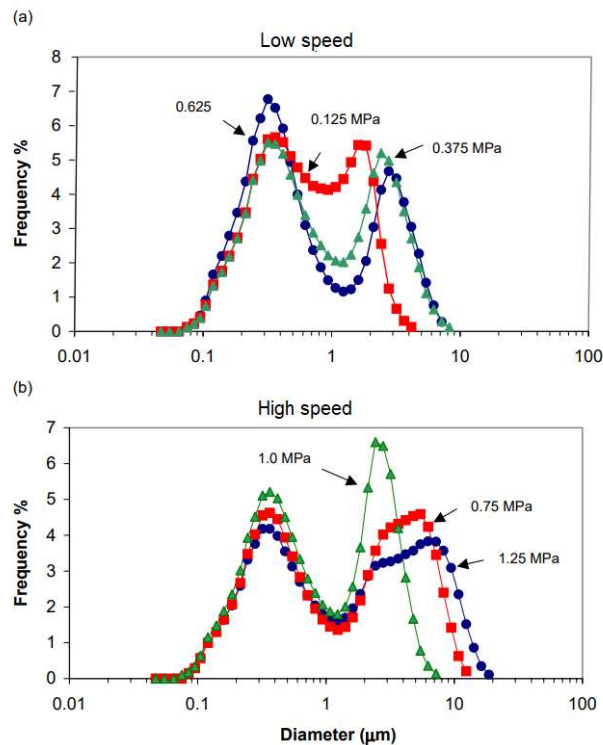 (a)
Low speed
8
7
6
5
4
3
2
1
0
Frequency %
0.625
0.125 MPa
0.375 MPa
0.01 0.1 1 10 100
(b)
High speed
7
6
5
4
3
2
1
0
Frequency %
1.0 MPa
0.75 MPa
1.25 MPa
0.01 0.1 1 10 100
Diameter (μm)